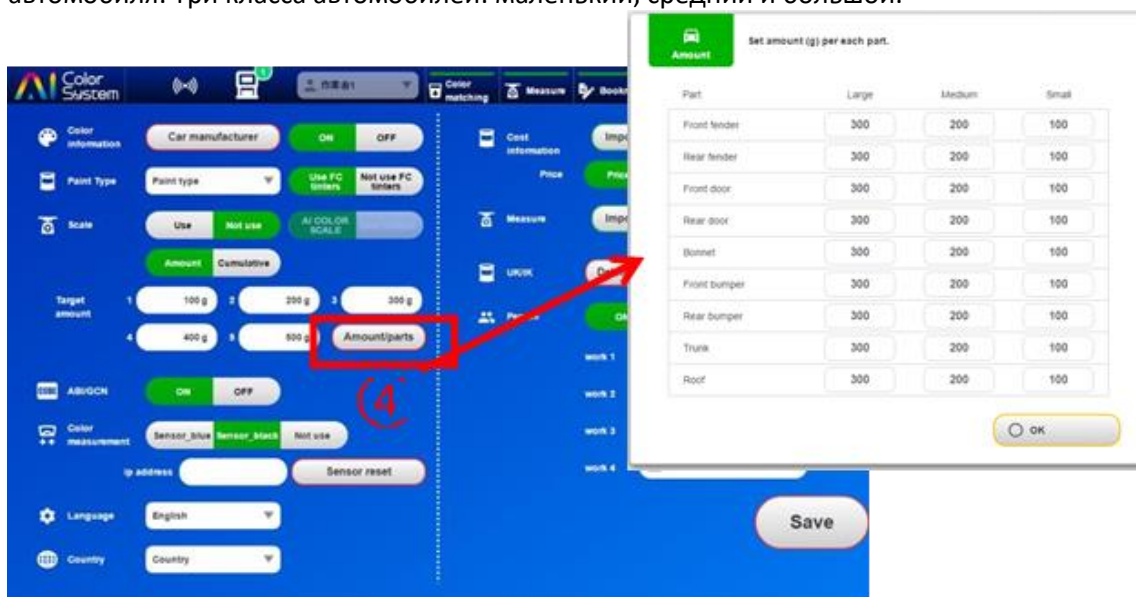 автомобиля. Три класса автомобилей: маленький, средний и большой.
Amount
Set amount (g) per each part.
Part Large Medium Small
Front fender 300 200 100
Rear fender 300 200 100
Front door 300 200 100
Rear door 300 200 100
Bonnet 300 200 100
Front bumper 300 200 100
Rear bumper 300 200 100
Trunk 300 200 100
Roof 300 200 100
OK
AI Color System
1
作業台1
Color matching
Measure
Color information
Car manufacturer
ON OFF
Paint Type
Paint type
Use FC tinters
Not use FC tinters
Scale
Use Not use
AI COLOR SCALE
Amount Cumulative
Target amount
1 100 g 2 200 g 3 300 g
4 400 g 5 500 g
Amount/parts
④
ABI/GCN
ON OFF
Color measurement
Sensor_blue Sensor_black Not use
ip address
Sensor reset
Language
English
Country
Country
Cost information
Price
Measure
work 1
work 2
work 3
work 4
Save